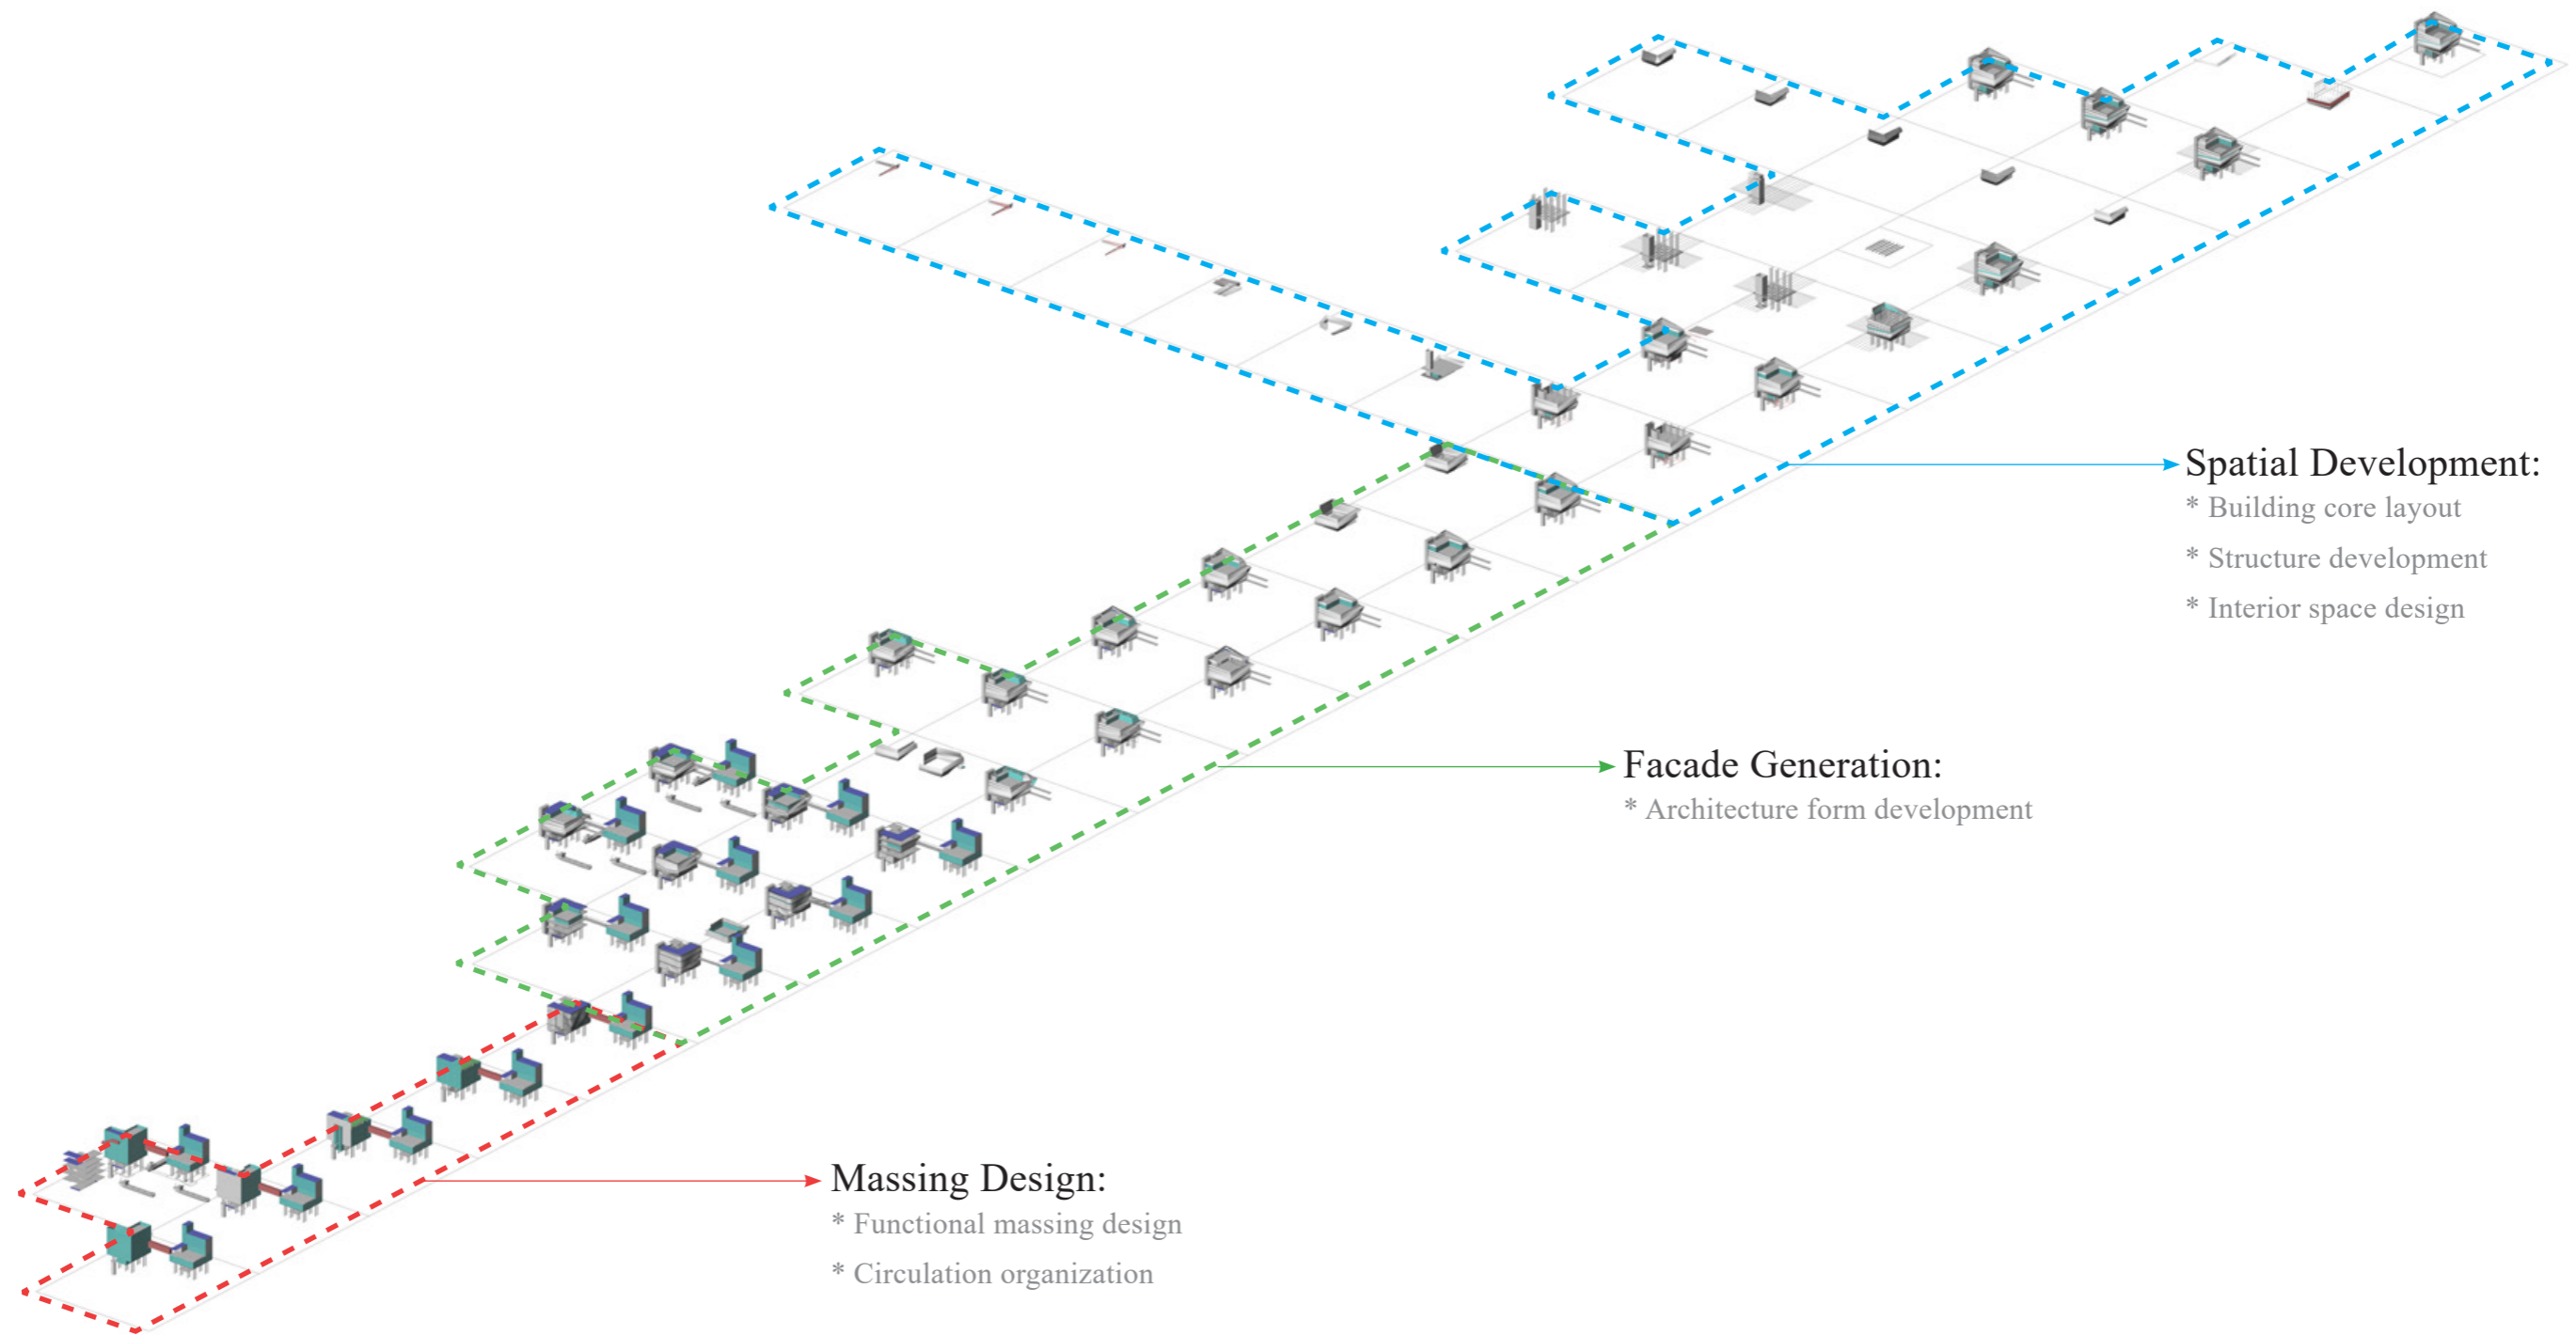 Spatial Development:
* Building core layout
* Structure development
* Interior space design
Facade Generation:
* Architecture form development
Massing Design:
* Functional massing design
* Circulation organization